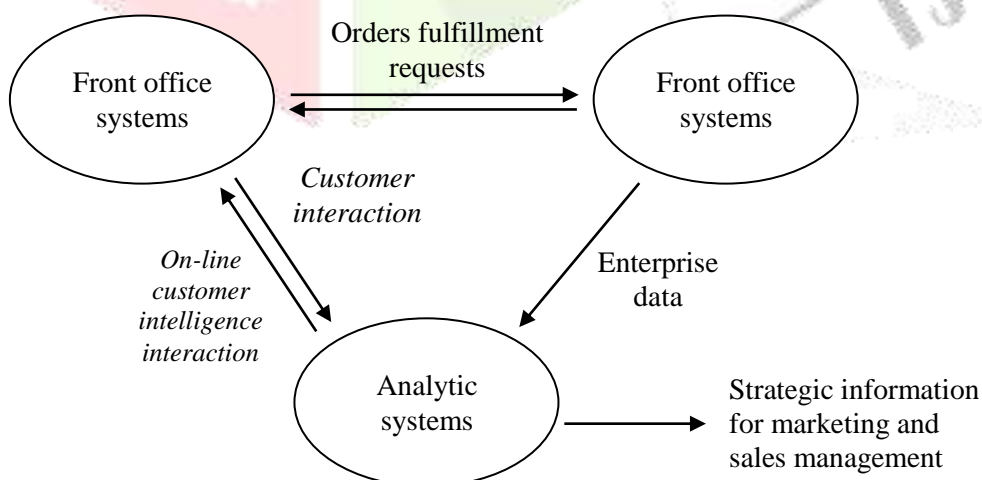 Orders fulfillment
requests
Front office
systems
Front office
systems
Customer
interaction
On-line
customer
intelligence
interaction
Enterprise
data
Analytic
systems
Strategic information
for marketing and
sales management